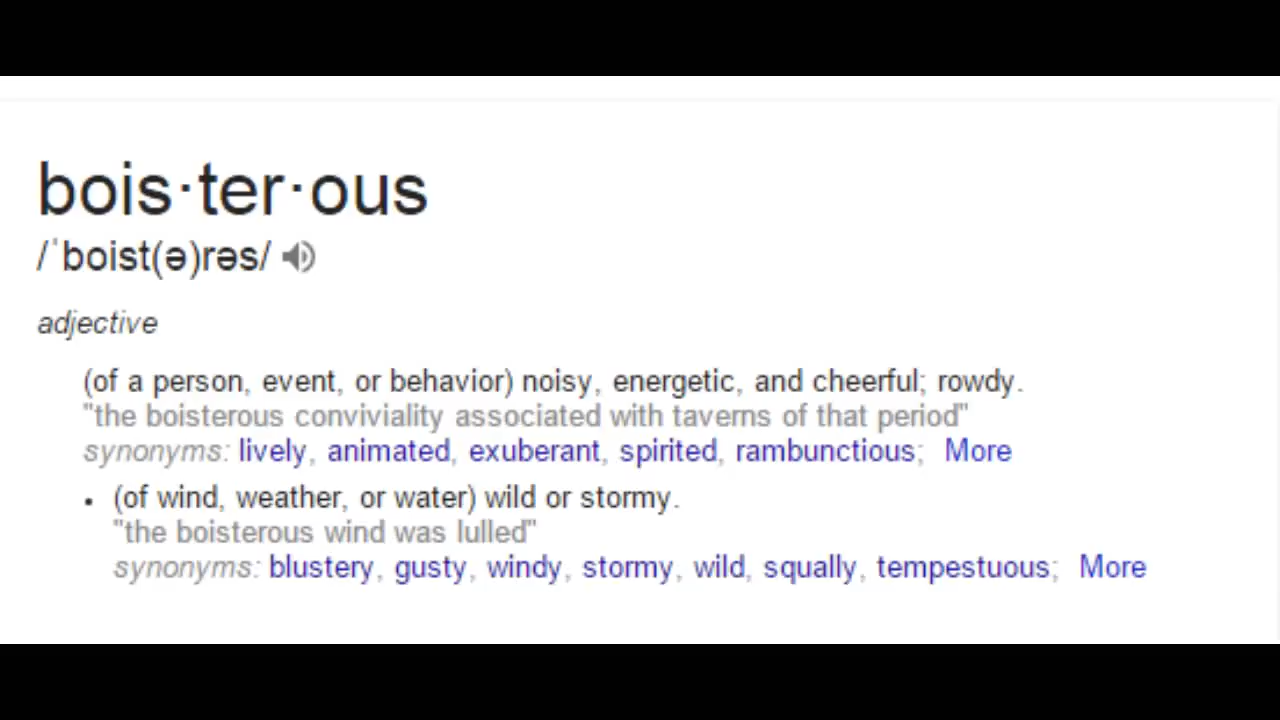 bois·ter·ous
/ˈboist(ə)rəs/
adjective
(of a person, event, or behavior) noisy, energetic, and cheerful; rowdy.
"the boisterous conviviality associated with taverns of that period"
synonyms: lively, animated, exuberant, spirited, rambunctious; More
• (of wind, weather, or water) wild or stormy.
"the boisterous wind was lulled"
synonyms: blustery, gusty, windy, stormy, wild, squally, tempestuous; More